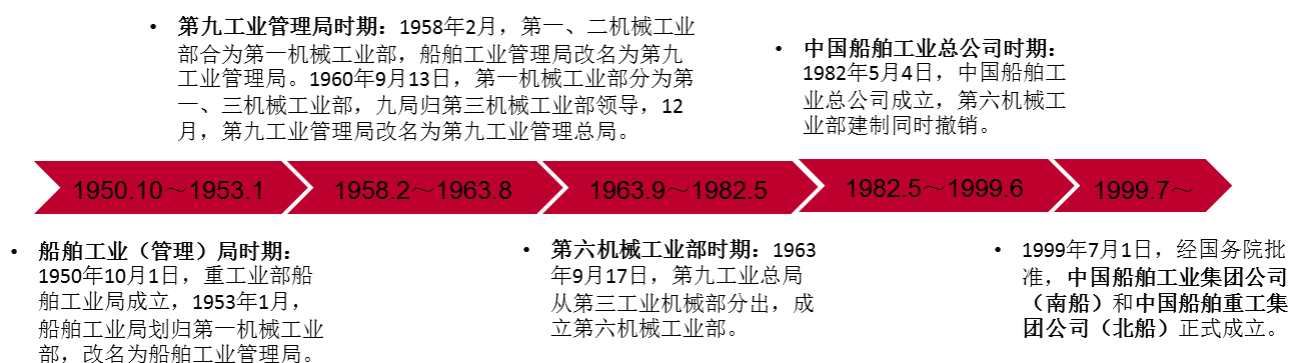 • 第九工业管理局时期：1958年2月，第一、二机械工业
部合为第一机械工业部，船舶工业管理局改名为第九
工业管理局。1960年9月13日，第一机械工业部分为第
一、三机械工业部，九局归第三机械工业部领导，12
月，第九工业管理局改名为第九工业管理总局。
• 中国船舶工业总公司时期：
1982年5月4日，中国船舶工
业总公司成立，第六机械工
业部建制同时撤销。
1950.10～1953.1
1958.2～1963.8
1963.9～1982.5
1982.5～1999.6
1999.7～
• 船舶工业（管理）局时期：
1950年10月1日，重工业部船
舶工业局成立，1953年1月，
船舶工业局划归第一机械工业
部，改名为船舶工业管理局。
• 第六机械工业部时期：1963
年9月17日，第九工业总局
从第三工业机械部分出，成
立第六机械工业部。
• 1999年7月1日，经国务院批
准，中国船舶工业集团公司
（南船）和中国船舶重工集
团公司（北船）正式成立。